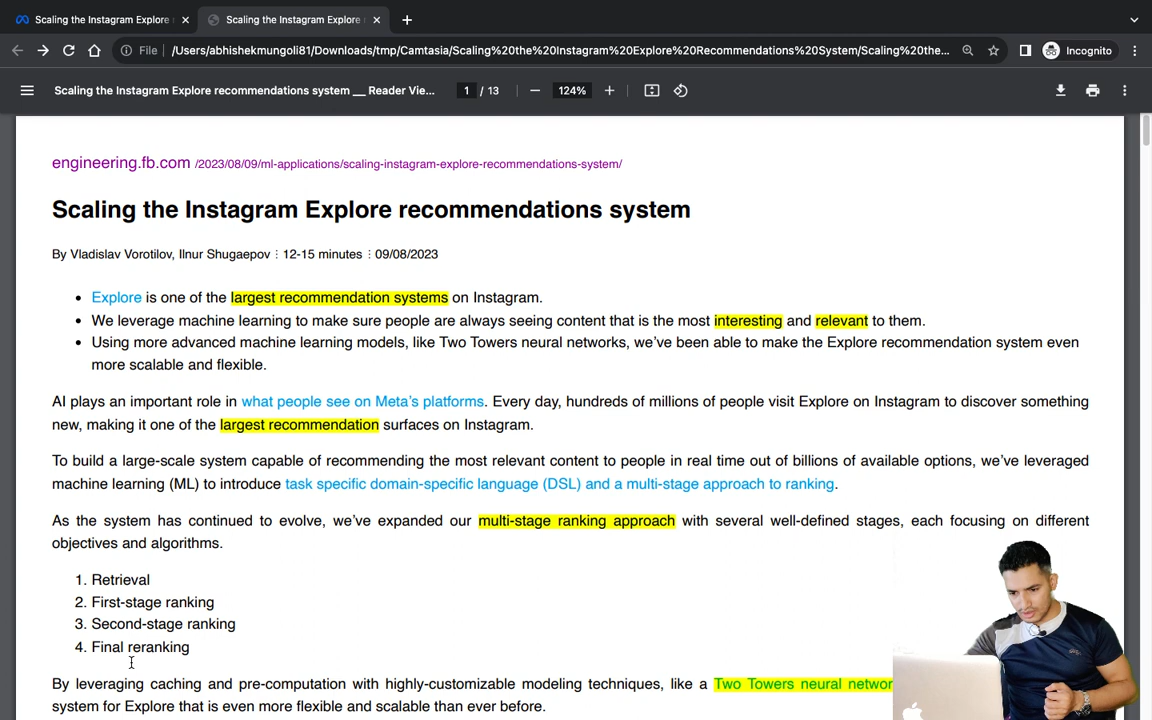 Scaling the Instagram Explore
Scaling the Instagram Explore
File
/Users/abhishekmungoli81/Downloads/tmp/Camtasia/Scaling%20the%20Instagram%20Explore%20Recommendations%20System/Scaling%20the...
Incognito
Scaling the Instagram Explore recommendations system __ Reader Vie...
1 / 13
124%
engineering.fb.com /2023/08/09/ml-applications/scaling-instagram-explore-recommendations-system/
Scaling the Instagram Explore recommendations system
By Vladislav Vorotilov, Ilnur Shugaepov ⋮ 12-15 minutes ⋮ 09/08/2023
• Explore is one of the largest recommendation systems on Instagram.
• We leverage machine learning to make sure people are always seeing content that is the most interesting and relevant to them.
• Using more advanced machine learning models, like Two Towers neural networks, we've been able to make the Explore recommendation system even
more scalable and flexible.
AI plays an important role in what people see on Meta's platforms. Every day, hundreds of millions of people visit Explore on Instagram to discover something
new, making it one of the largest recommendation surfaces on Instagram.
To build a large-scale system capable of recommending the most relevant content to people in real time out of billions of available options, we've leveraged
machine learning (ML) to introduce task specific domain-specific language (DSL) and a multi-stage approach to ranking.
As the system has continued to evolve, we've expanded our multi-stage ranking approach with several well-defined stages, each focusing on different
objectives and algorithms.
1. Retrieval
2. First-stage ranking
3. Second-stage ranking
4. Final reranking
By leveraging caching and pre-computation with highly-customizable modeling techniques, like a Two Towers neural networ
system for Explore that is even more flexible and scalable than ever before.